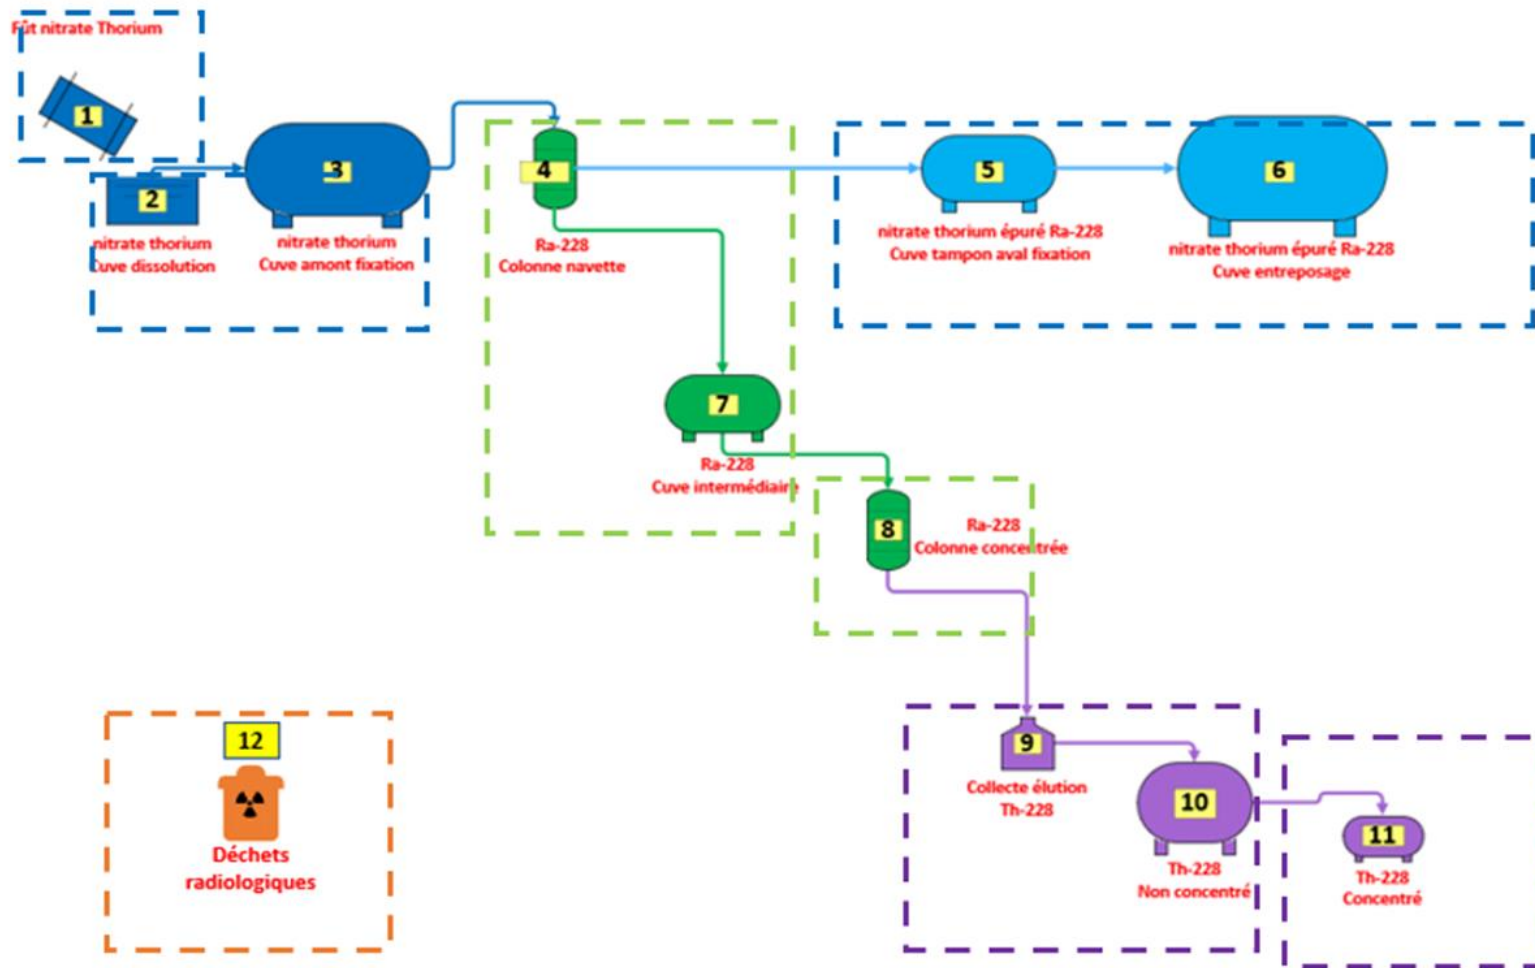 Fût nitrate Thorium
1
2
nitrate thorium
Cuve dissolution
3
nitrate thorium
Cuve amont fixation
4
Ra-228
Colonne navette
5
nitrate thorium épuré Ra-228
Cuve tampon aval fixation
6
nitrate thorium épuré Ra-228
Cuve entreposage
7
Ra-228
Cuve intermédiaire
8
Ra-228
Colonne concentrée
9
Collecte élution
Th-228
10
Th-228
Non concentré
11
Th-228
Concentré
12
Déchets
radiologiques